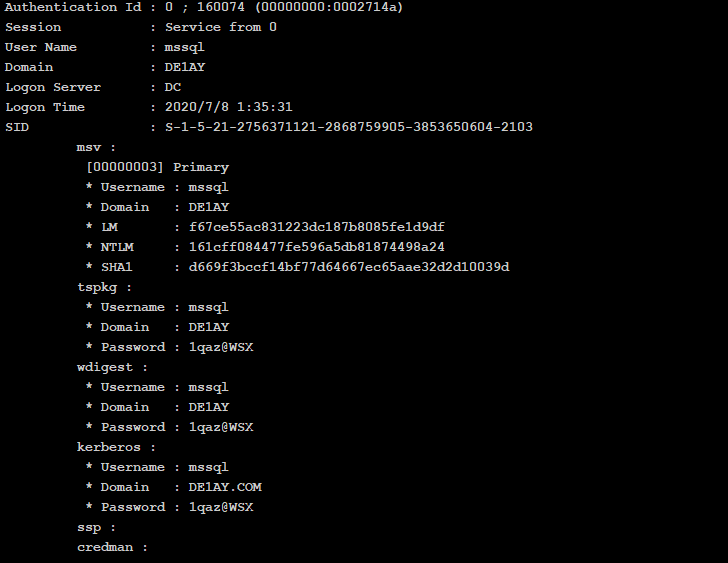 Authentication Id : 0 ; 160074 (00000000:0002714a)
Session           : Service from 0
User Name         : mssql
Domain            : DE1AY
Logon Server      : DC
Logon Time        : 2020/7/8 1:35:31
SID               : S-1-5-21-2756371121-2868759905-3853650604-2103
msv :
[00000003] Primary
* Username : mssql
* Domain   : DE1AY
* LM       : f67ce55ac831223dc187b8085fe1d9df
* NTLM     : 161cff084477fe596a5db81874498a24
* SHA1     : d669f3bccf14bf77d64667ec65aae32d2d10039d
tspkg :
* Username : mssql
* Domain   : DE1AY
* Password : 1qaz@WSX
wdigest :
* Username : mssql
* Domain   : DE1AY
* Password : 1qaz@WSX
kerberos :
* Username : mssql
* Domain   : DE1AY.COM
* Password : 1qaz@WSX
ssp :
credman :